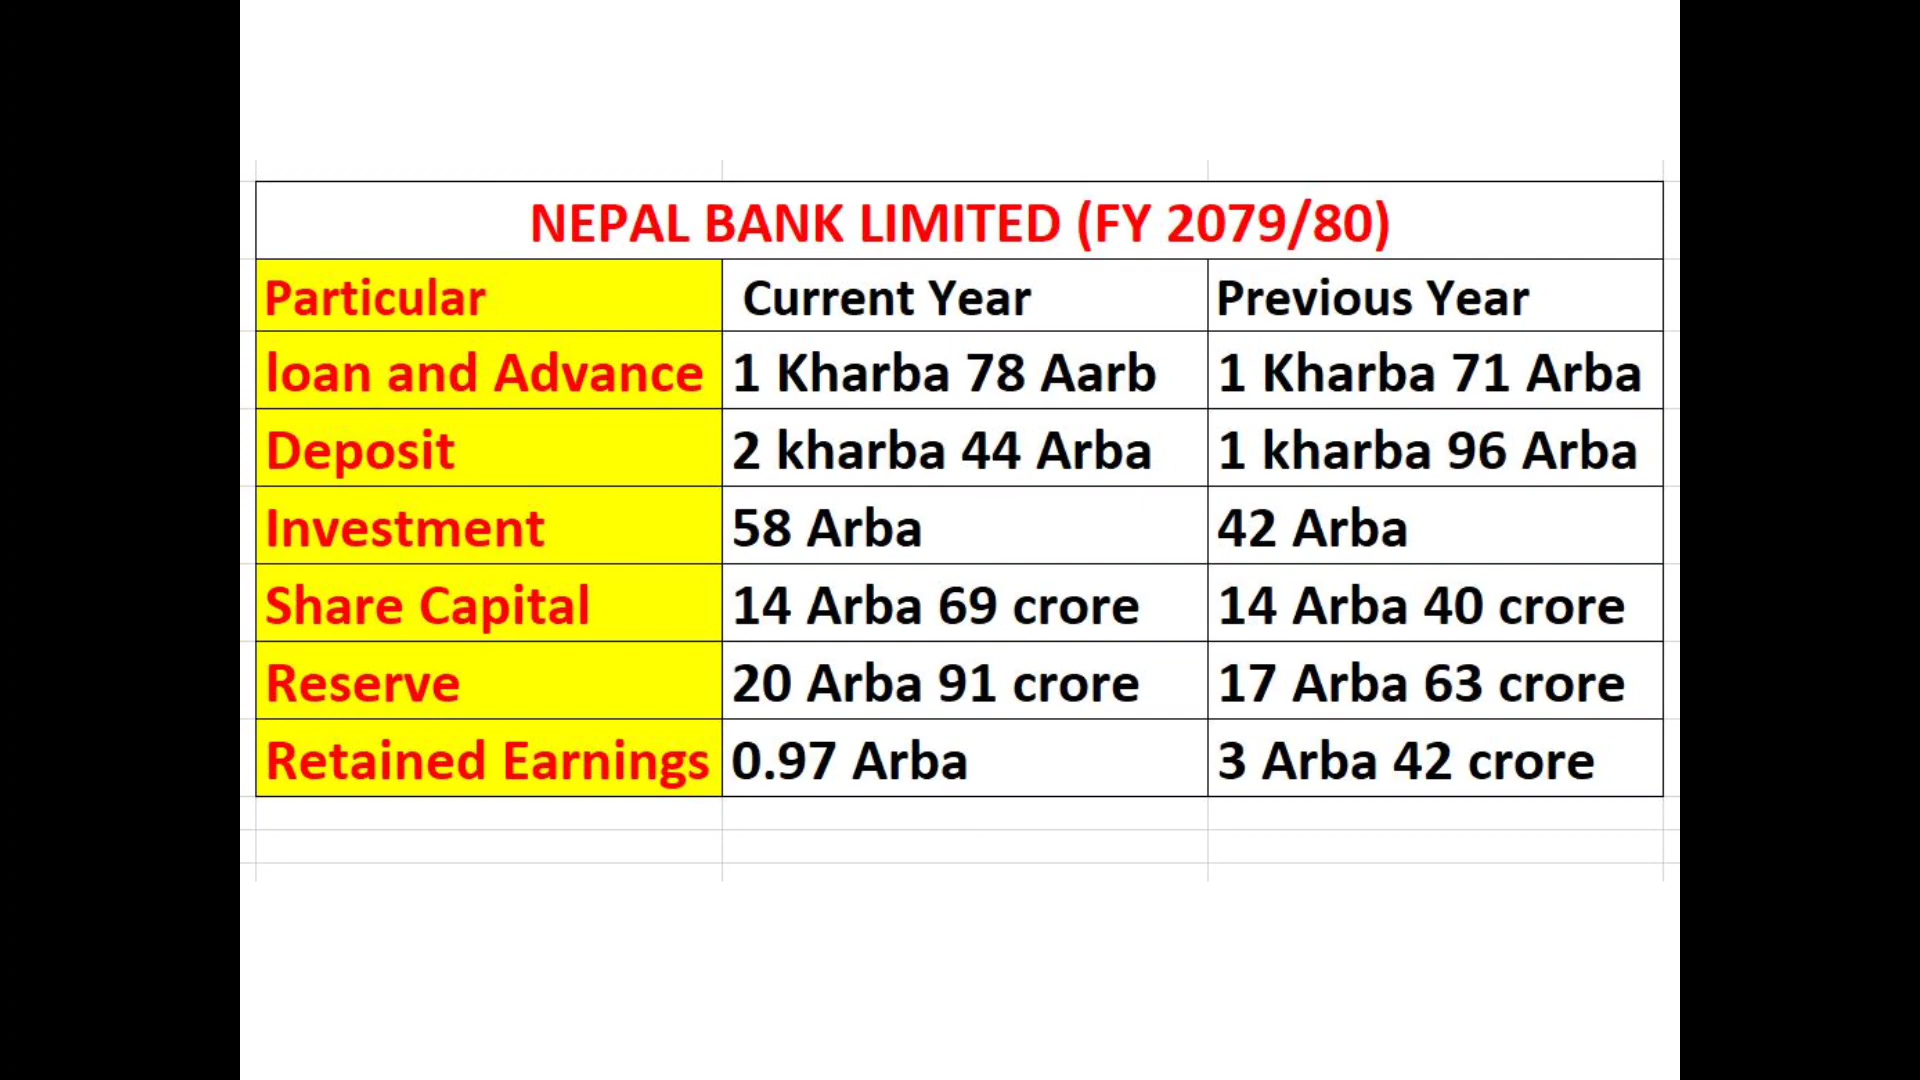 NEPAL BANK LIMITED (FY 2079/80)
Particular Current Year Previous Year
loan and Advance 1 Kharba 78 Aarb 1 Kharba 71 Arba
Deposit 2 kharba 44 Arba 1 kharba 96 Arba
Investment 58 Arba 42 Arba
Share Capital 14 Arba 69 crore 14 Arba 40 crore
Reserve 20 Arba 91 crore 17 Arba 63 crore
Retained Earnings 0.97 Arba 3 Arba 42 crore